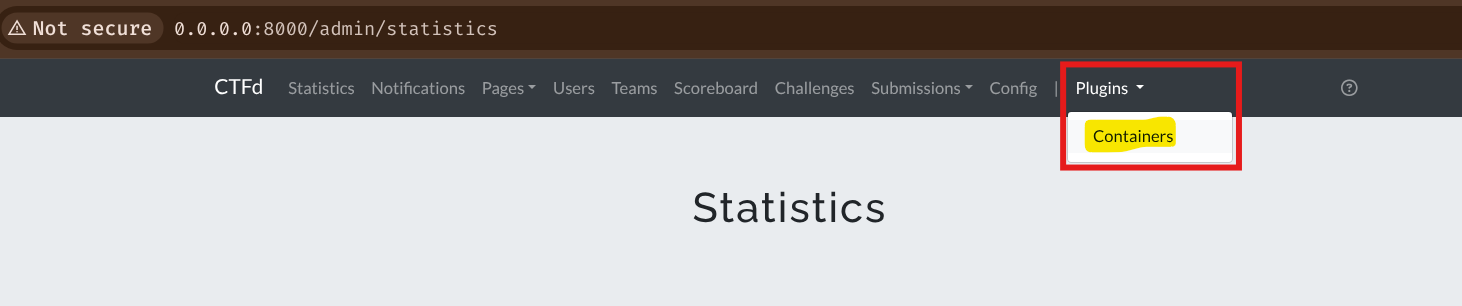 Not secure 0.0.0.0:8000/admin/statistics
CTFd Statistics Notifications Pages Users Teams Scoreboard Challenges Submissions Config | Plugins ?
Containers
Statistics